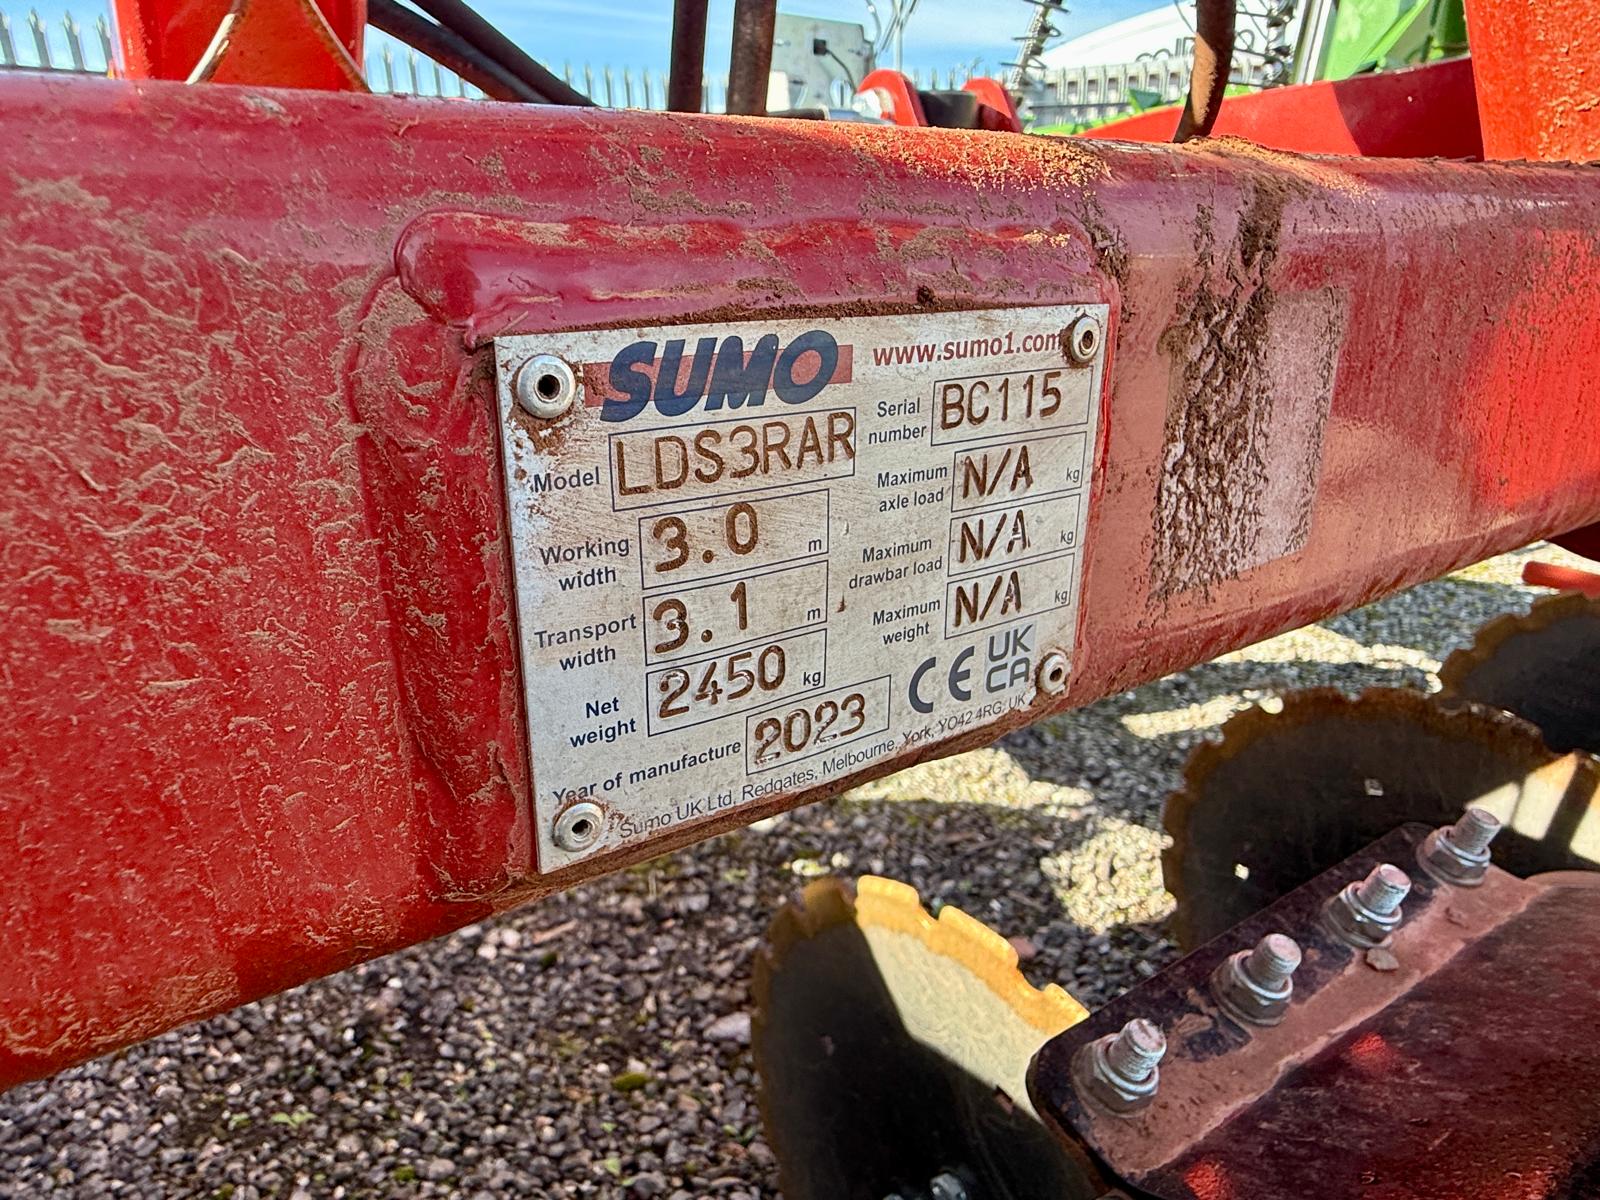 SUMO
www.sumo1.com
Model LDS3RAR
Serial number BC115
Working width 3.0 m
Maximum axle load N/A kg
Transport width 3.1 m
Maximum drawbar load N/A kg
Net weight 2450 kg
Maximum weight N/A kg
Year of manufacture 2023
CE UK CA
Sumo UK Ltd, Redgates, Melbourne, York, YO42 4RG, UK